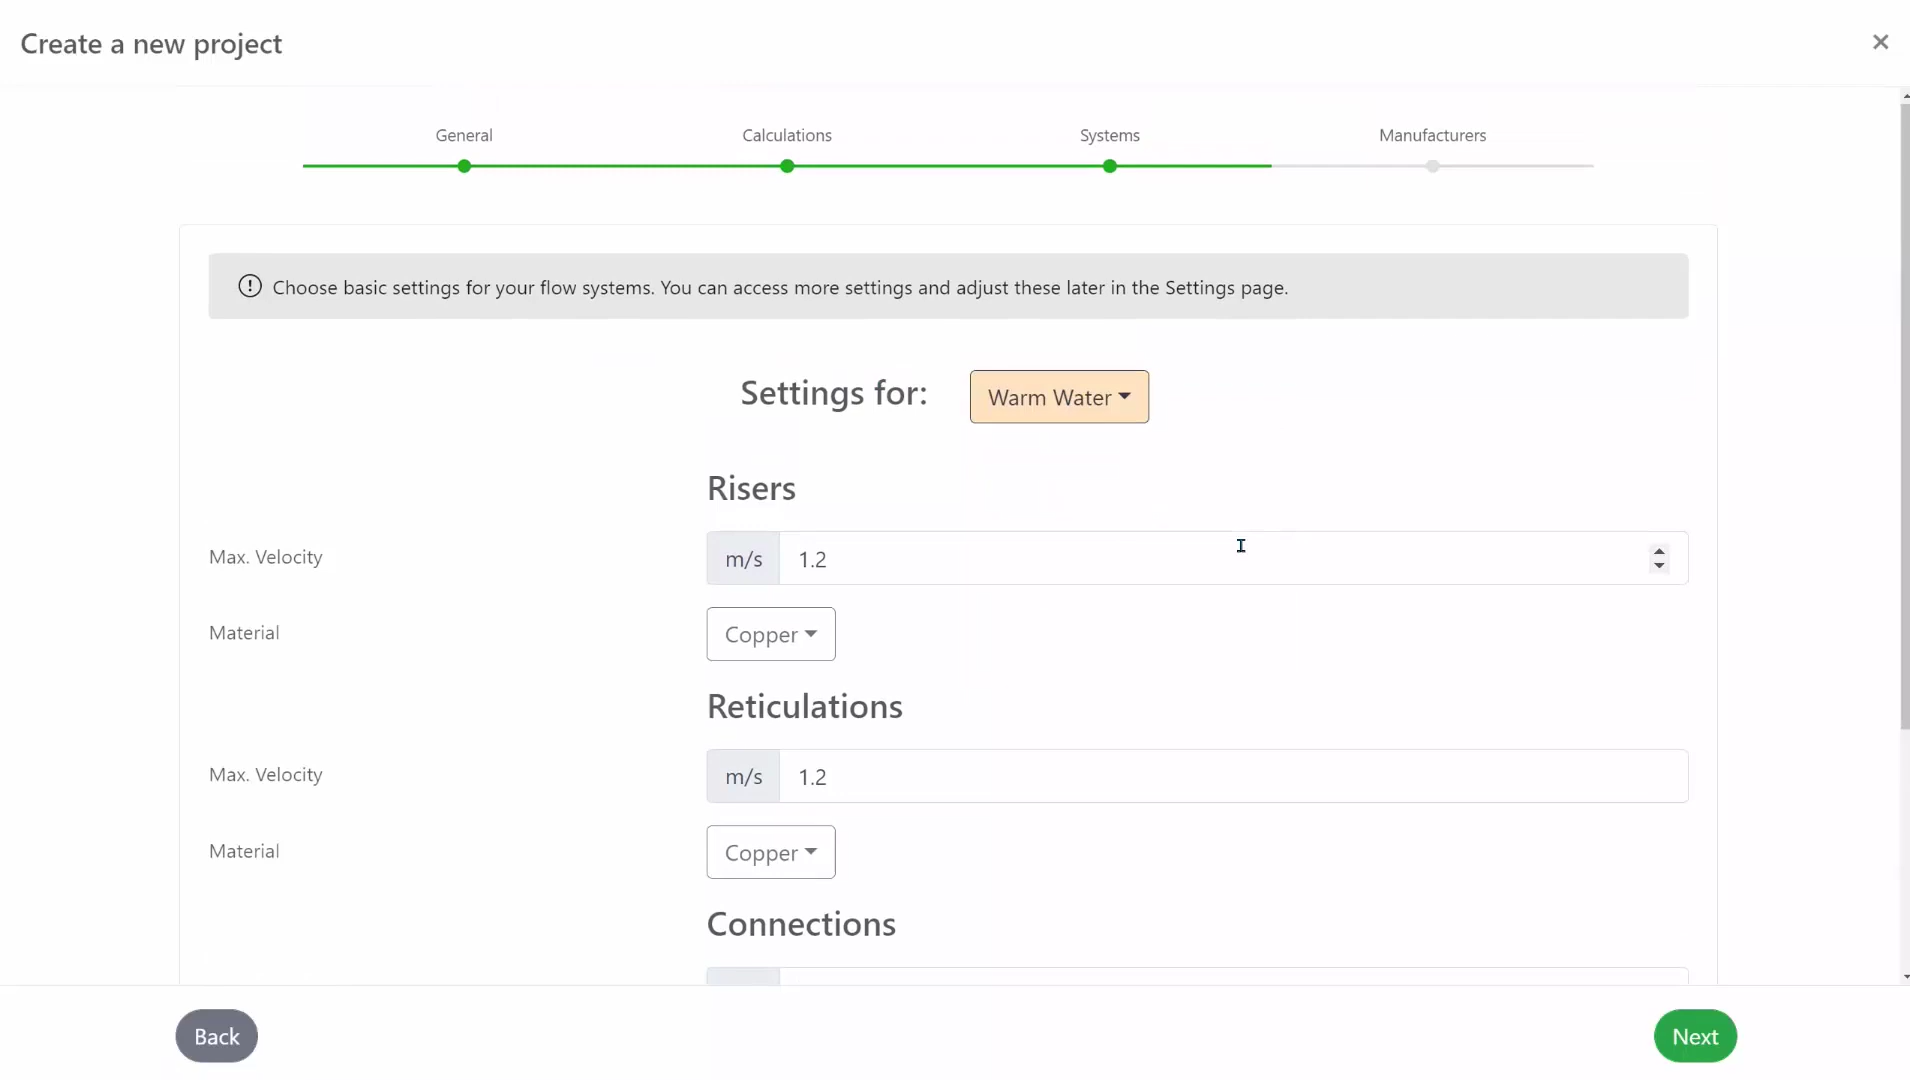 Create a new project
General
Calculations
Systems
Manufacturers
Choose basic settings for your flow systems. You can access more settings and adjust these later in the Settings page.
Settings for:
Warm Water
Risers
Max. Velocity
m/s
1.2
Material
Copper
Reticulations
Max. Velocity
m/s
1.2
Material
Copper
Connections
Back
Next